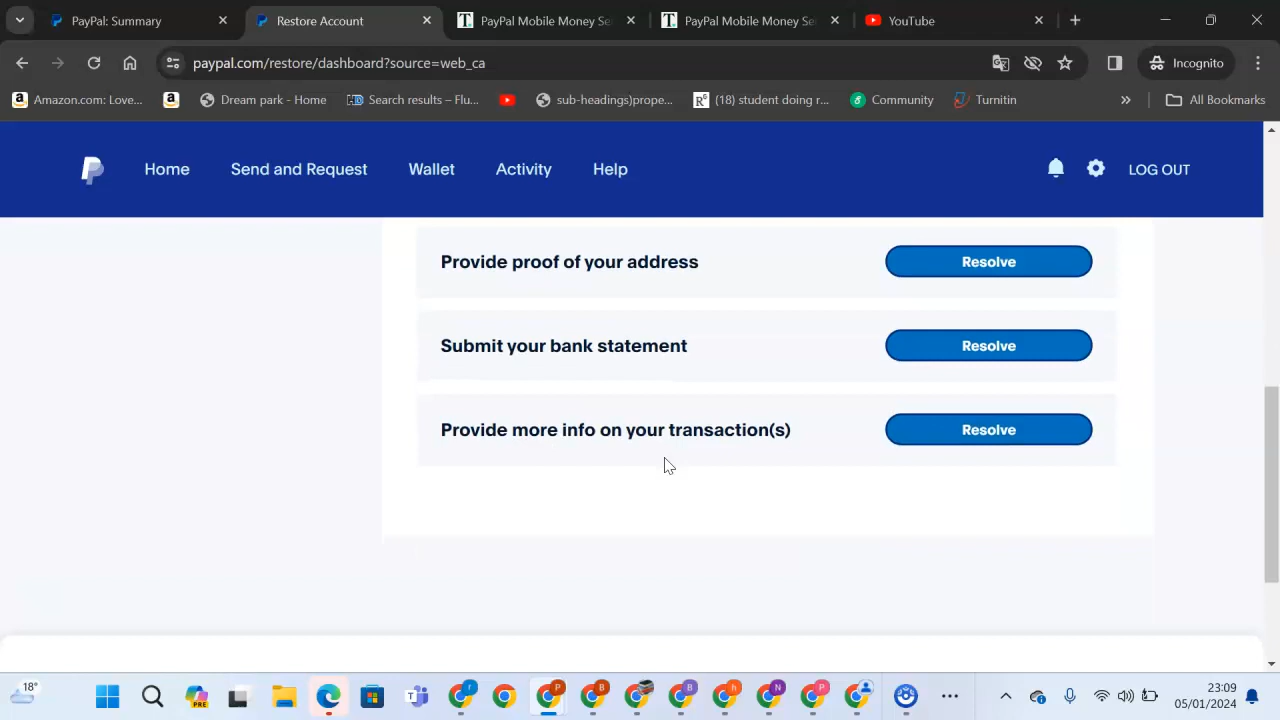 PayPal: Summary
Restore Account
PayPal Mobile Money Se
PayPal Mobile Money Se
YouTube
paypal.com/restore/dashboard?source=web_ca
Incognito
Amazon.com: Love...
Dream park - Home
Search results – Flu...
sub-headings)prope...
(18) student doing r...
Community
Turnitin
»
All Bookmarks
Home
Send and Request
Wallet
Activity
Help
LOG OUT
Provide proof of your address
Resolve
Submit your bank statement
Resolve
Provide more info on your transaction(s)
Resolve
18°
PRE
23:09
05/01/2024